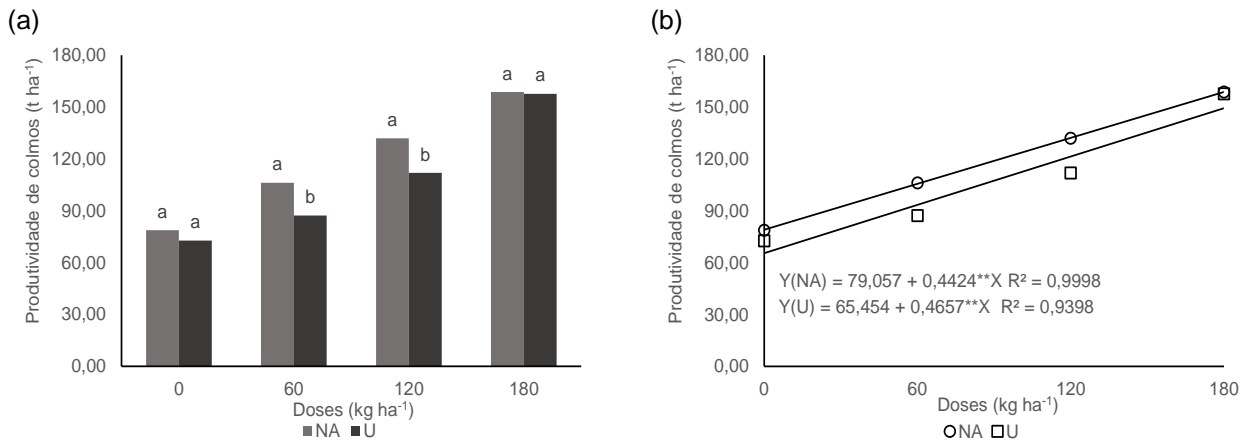 (a)
Produtividade de colmos (t ha⁻¹)
180,00
150,00
120,00
90,00
60,00
30,00
0,00
a a
a b
a b
a a
0 60 120 180
Doses (kg ha⁻¹)
NA U
(b)
Produtividade de colmos (t ha⁻¹)
180,00
150,00
120,00
90,00
60,00
30,00
0,00
Y(NA) = 79,057 + 0,4424**X R² = 0,9998
Y(U) = 65,454 + 0,4657**X R² = 0,9398
0 60 120 180
Doses (kg ha⁻¹)
NA U